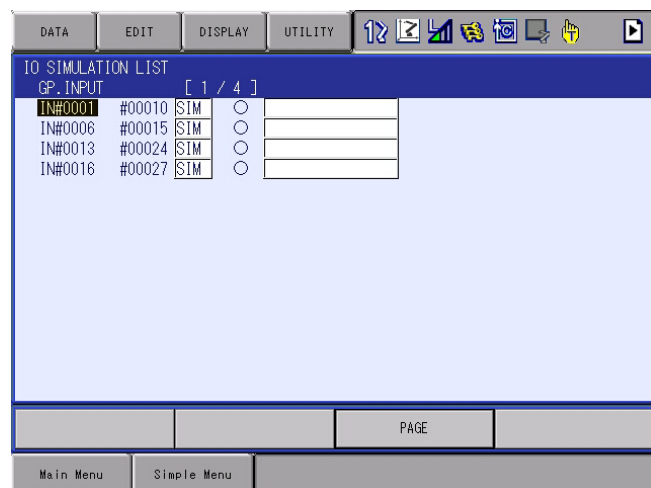 DATA EDIT DISPLAY UTILITY
IO SIMULATION LIST
GP.INPUT [ 1 / 4 ]
IN#0001 #00010 SIM ○
IN#0006 #00015 SIM ○
IN#0013 #00024 SIM ○
IN#0016 #00027 SIM ○
PAGE
Main Menu Simple Menu